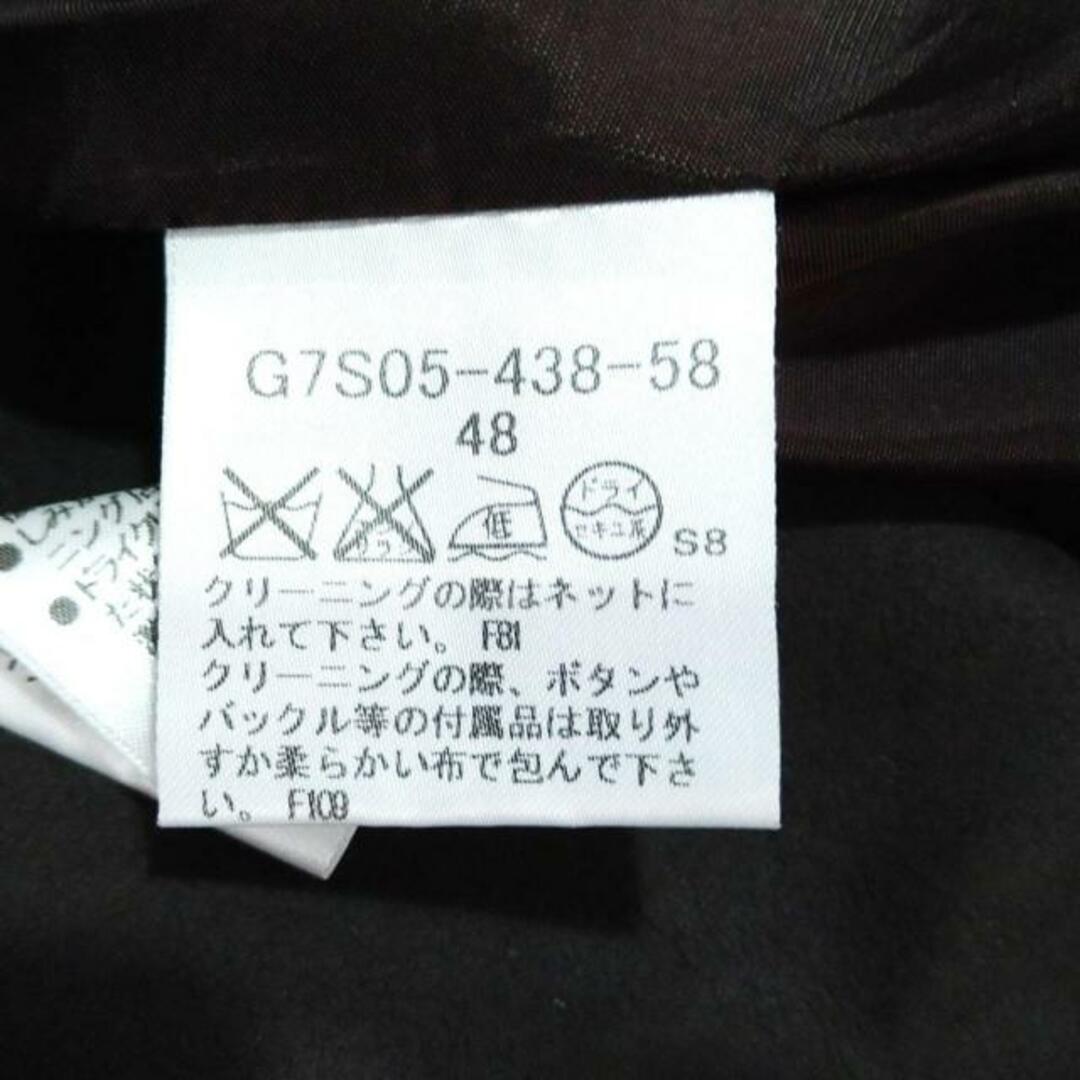 G7S05-438-58
48
低
ドライ
セキユ系
S8
クリーニングの際はネットに
入れて下さい。 F81
クリーニングの際、ボタンや
バックル等の付属品は取り外
すか柔らかい布で包んで下さ
い。 F109